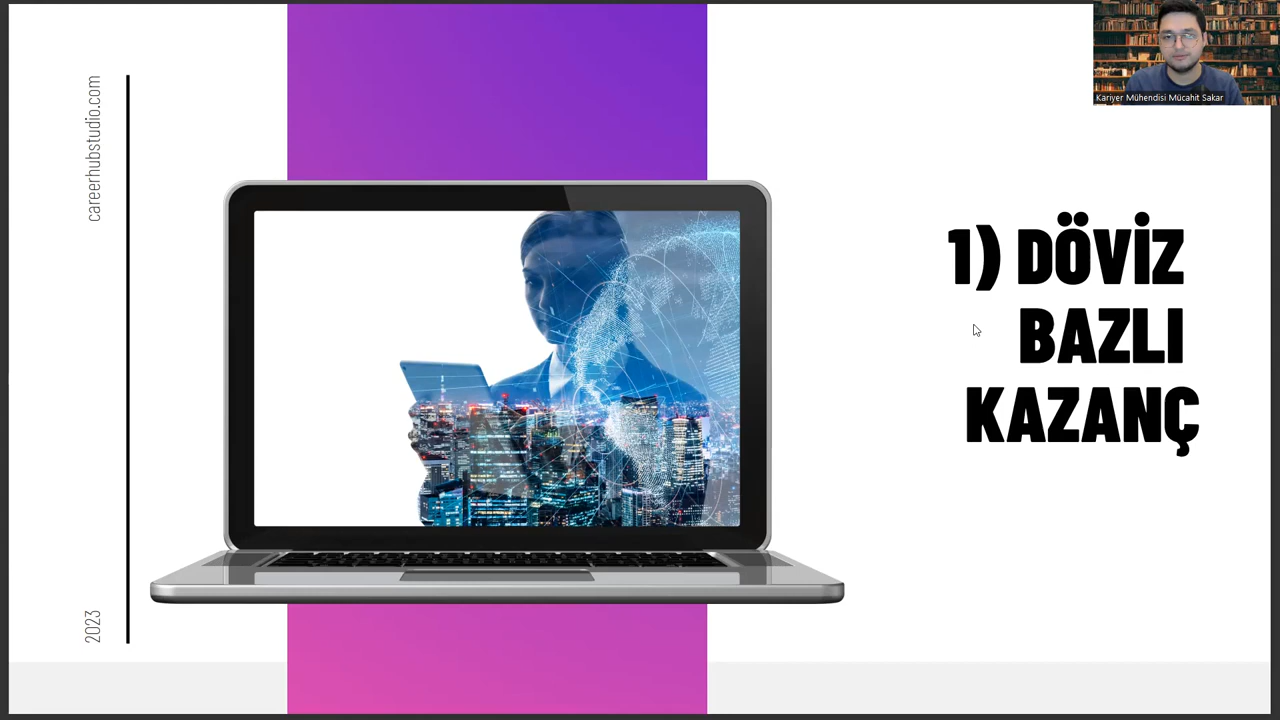 careerhubstudio.com
2023
1) DÖVİZ
BAZLI
KAZANÇ
Kariyer Mühendisi Mücahit Sakar